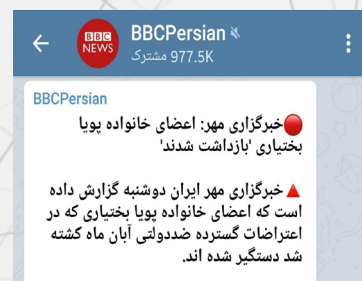 BBC
NEWS
BBCPersian
977.5K مشترک
BBCPersian
🔴خبرگزاری مهر: اعضای خانواده پویا
بختیاری 'بازداشت شدند'
🔺خبرگزاری مهر ایران دوشنبه گزارش داده
است که اعضای خانواده پویا بختیاری که در
اعتراضات گسترده ضددولتی آبان ماه کشته
شد دستگیر شده اند.